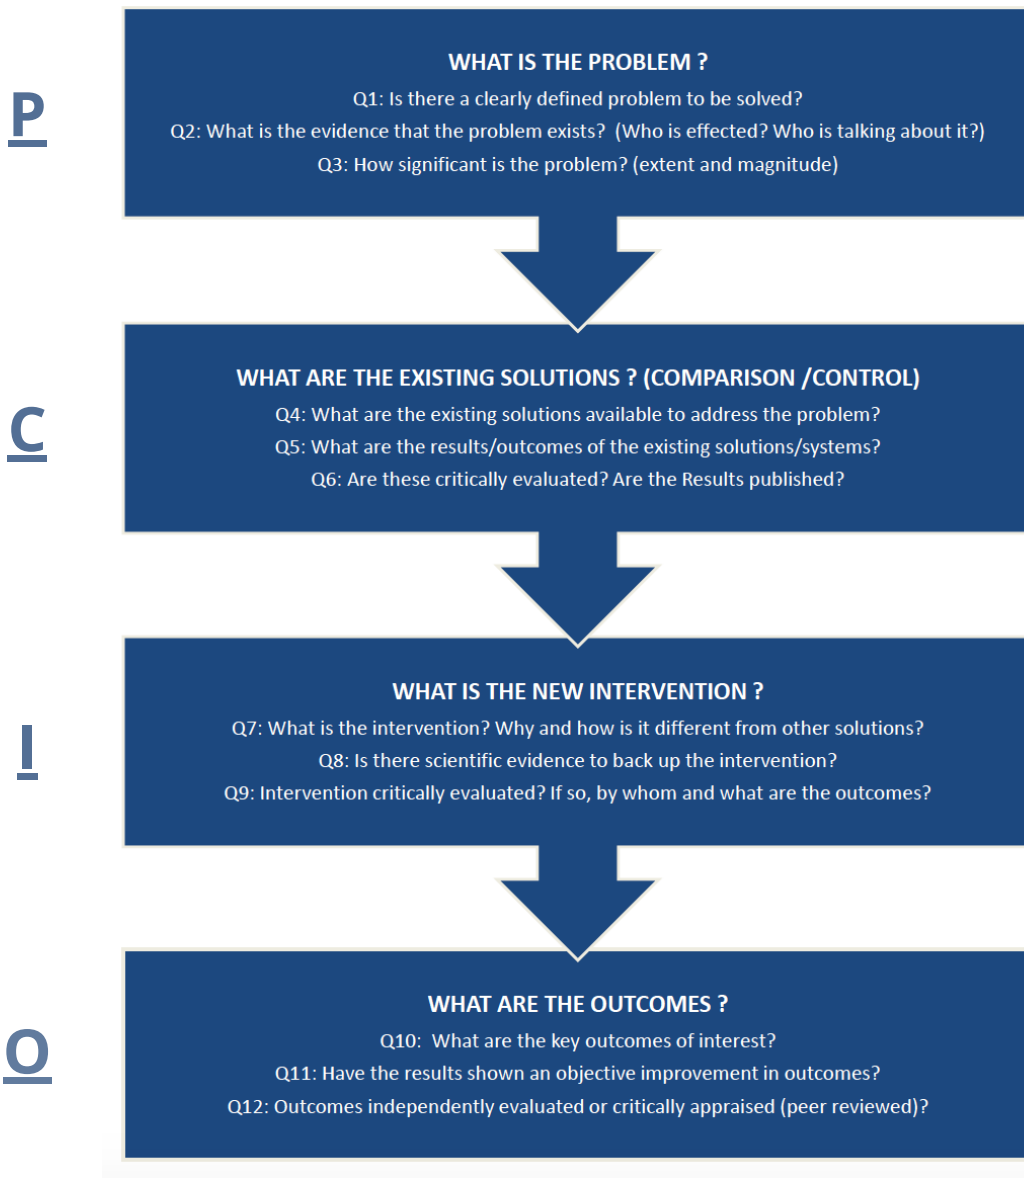 P
WHAT IS THE PROBLEM ?
Q1: Is there a clearly defined problem to be solved?
Q2: What is the evidence that the problem exists?  (Who is effected? Who is talking about it?)
Q3: How significant is the problem? (extent and magnitude)
C
WHAT ARE THE EXISTING SOLUTIONS ? (COMPARISON /CONTROL)
Q4: What are the existing solutions available to address the problem?
Q5: What are the results/outcomes of the existing solutions/systems?
Q6: Are these critically evaluated? Are the Results published?
I
WHAT IS THE NEW INTERVENTION ?
Q7: What is the intervention? Why and how is it different from other solutions?
Q8: Is there scientific evidence to back up the intervention?
Q9: Intervention critically evaluated? If so, by whom and what are the outcomes?
O
WHAT ARE THE OUTCOMES ?
Q10:  What are the key outcomes of interest?
Q11: Have the results shown an objective improvement in outcomes?
Q12: Outcomes independently evaluated or critically appraised (peer reviewed)?